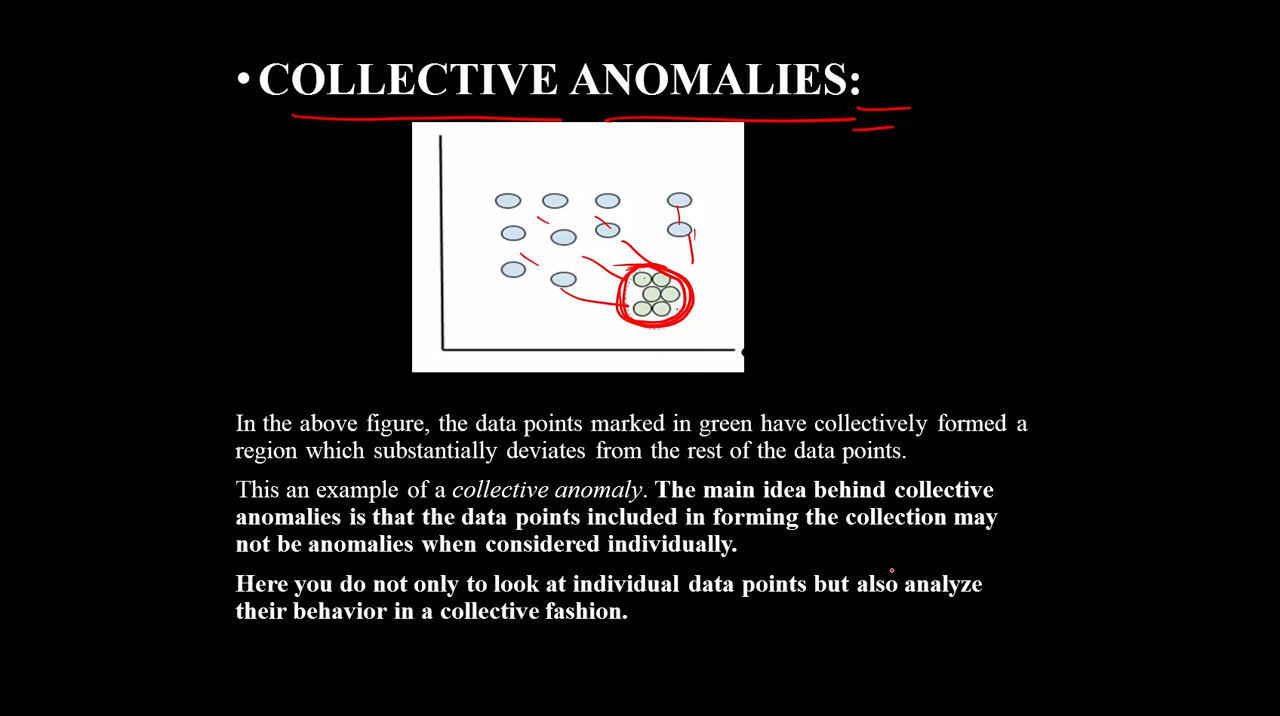 • COLLECTIVE ANOMALIES:
In the above figure, the data points marked in green have collectively formed a
region which substantially deviates from the rest of the data points.
This an example of a collective anomaly. The main idea behind collective
anomalies is that the data points included in forming the collection may
not be anomalies when considered individually.
Here you do not only to look at individual data points but also analyze
their behavior in a collective fashion.